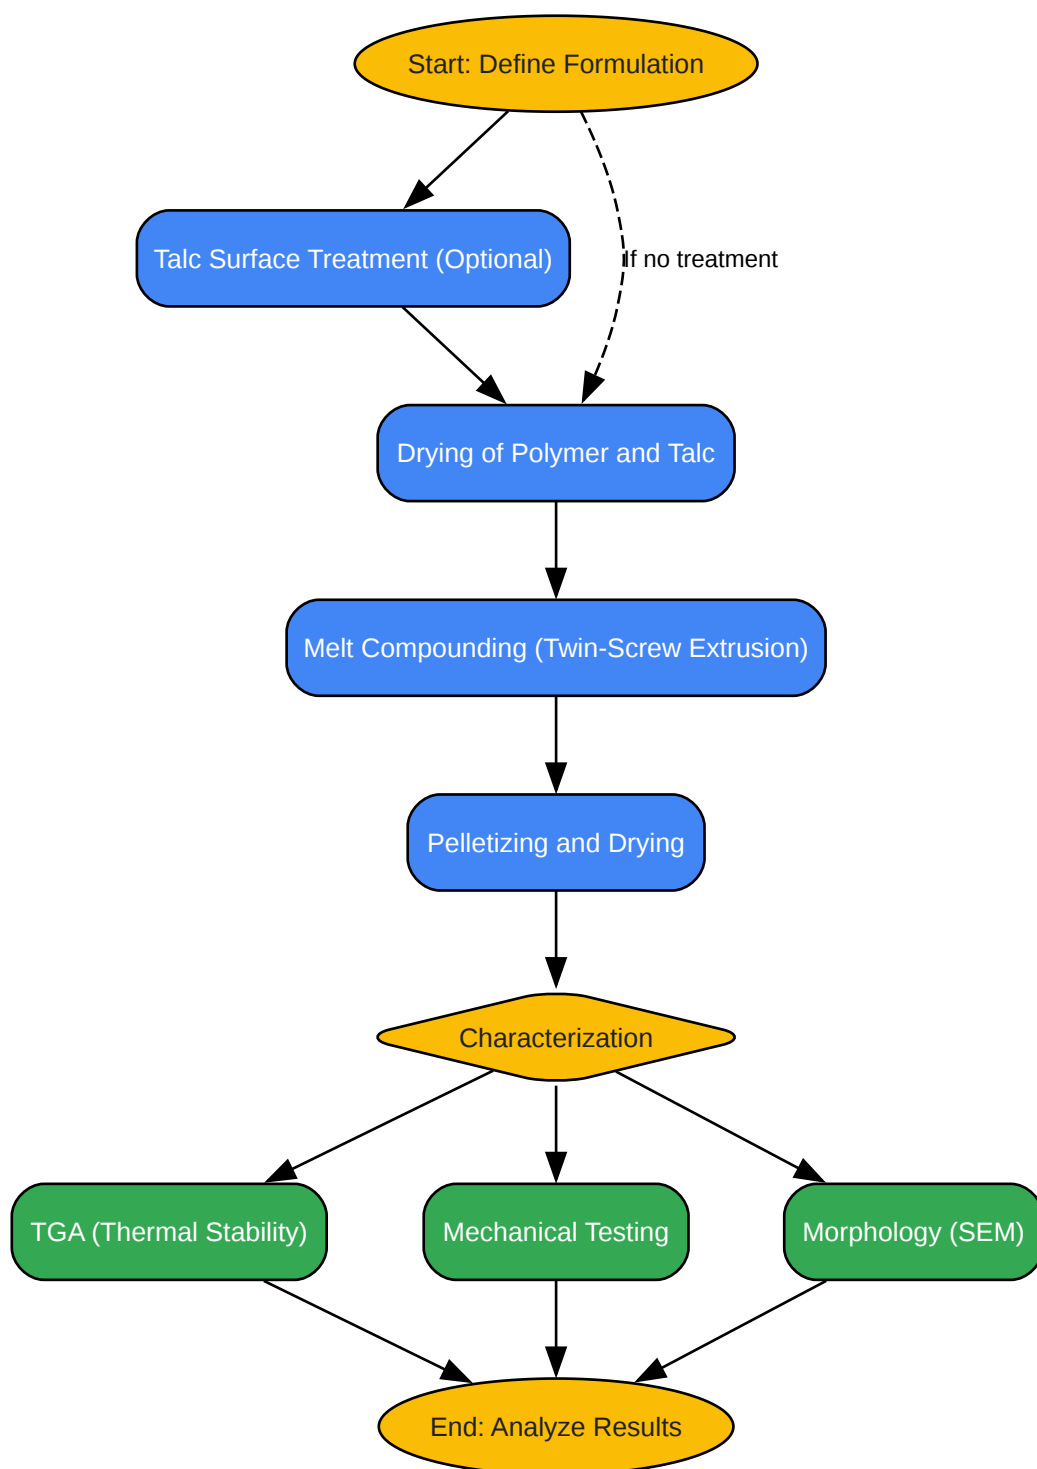 Start: Define Formulation
Talc Surface Treatment (Optional)
If no treatment
Drying of Polymer and Talc
Melt Compounding (Twin-Screw Extrusion)
Pelletizing and Drying
Characterization
TGA (Thermal Stability)
Mechanical Testing
Morphology (SEM)
End: Analyze Results